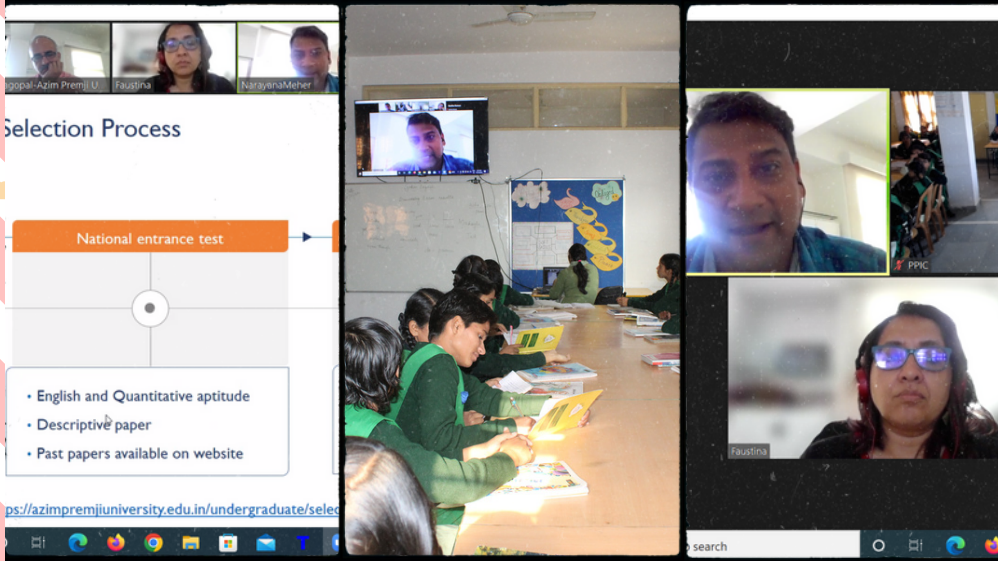 agopal-Azim Premji U
Faustina
NarayanaMeher
Selection Process
National entrance test
• English and Quantitative aptitude
• Descriptive paper
• Past papers available on website
ps://azimpremjiuniversity.edu.in/undergraduate/selec
PPIC
Faustina
search